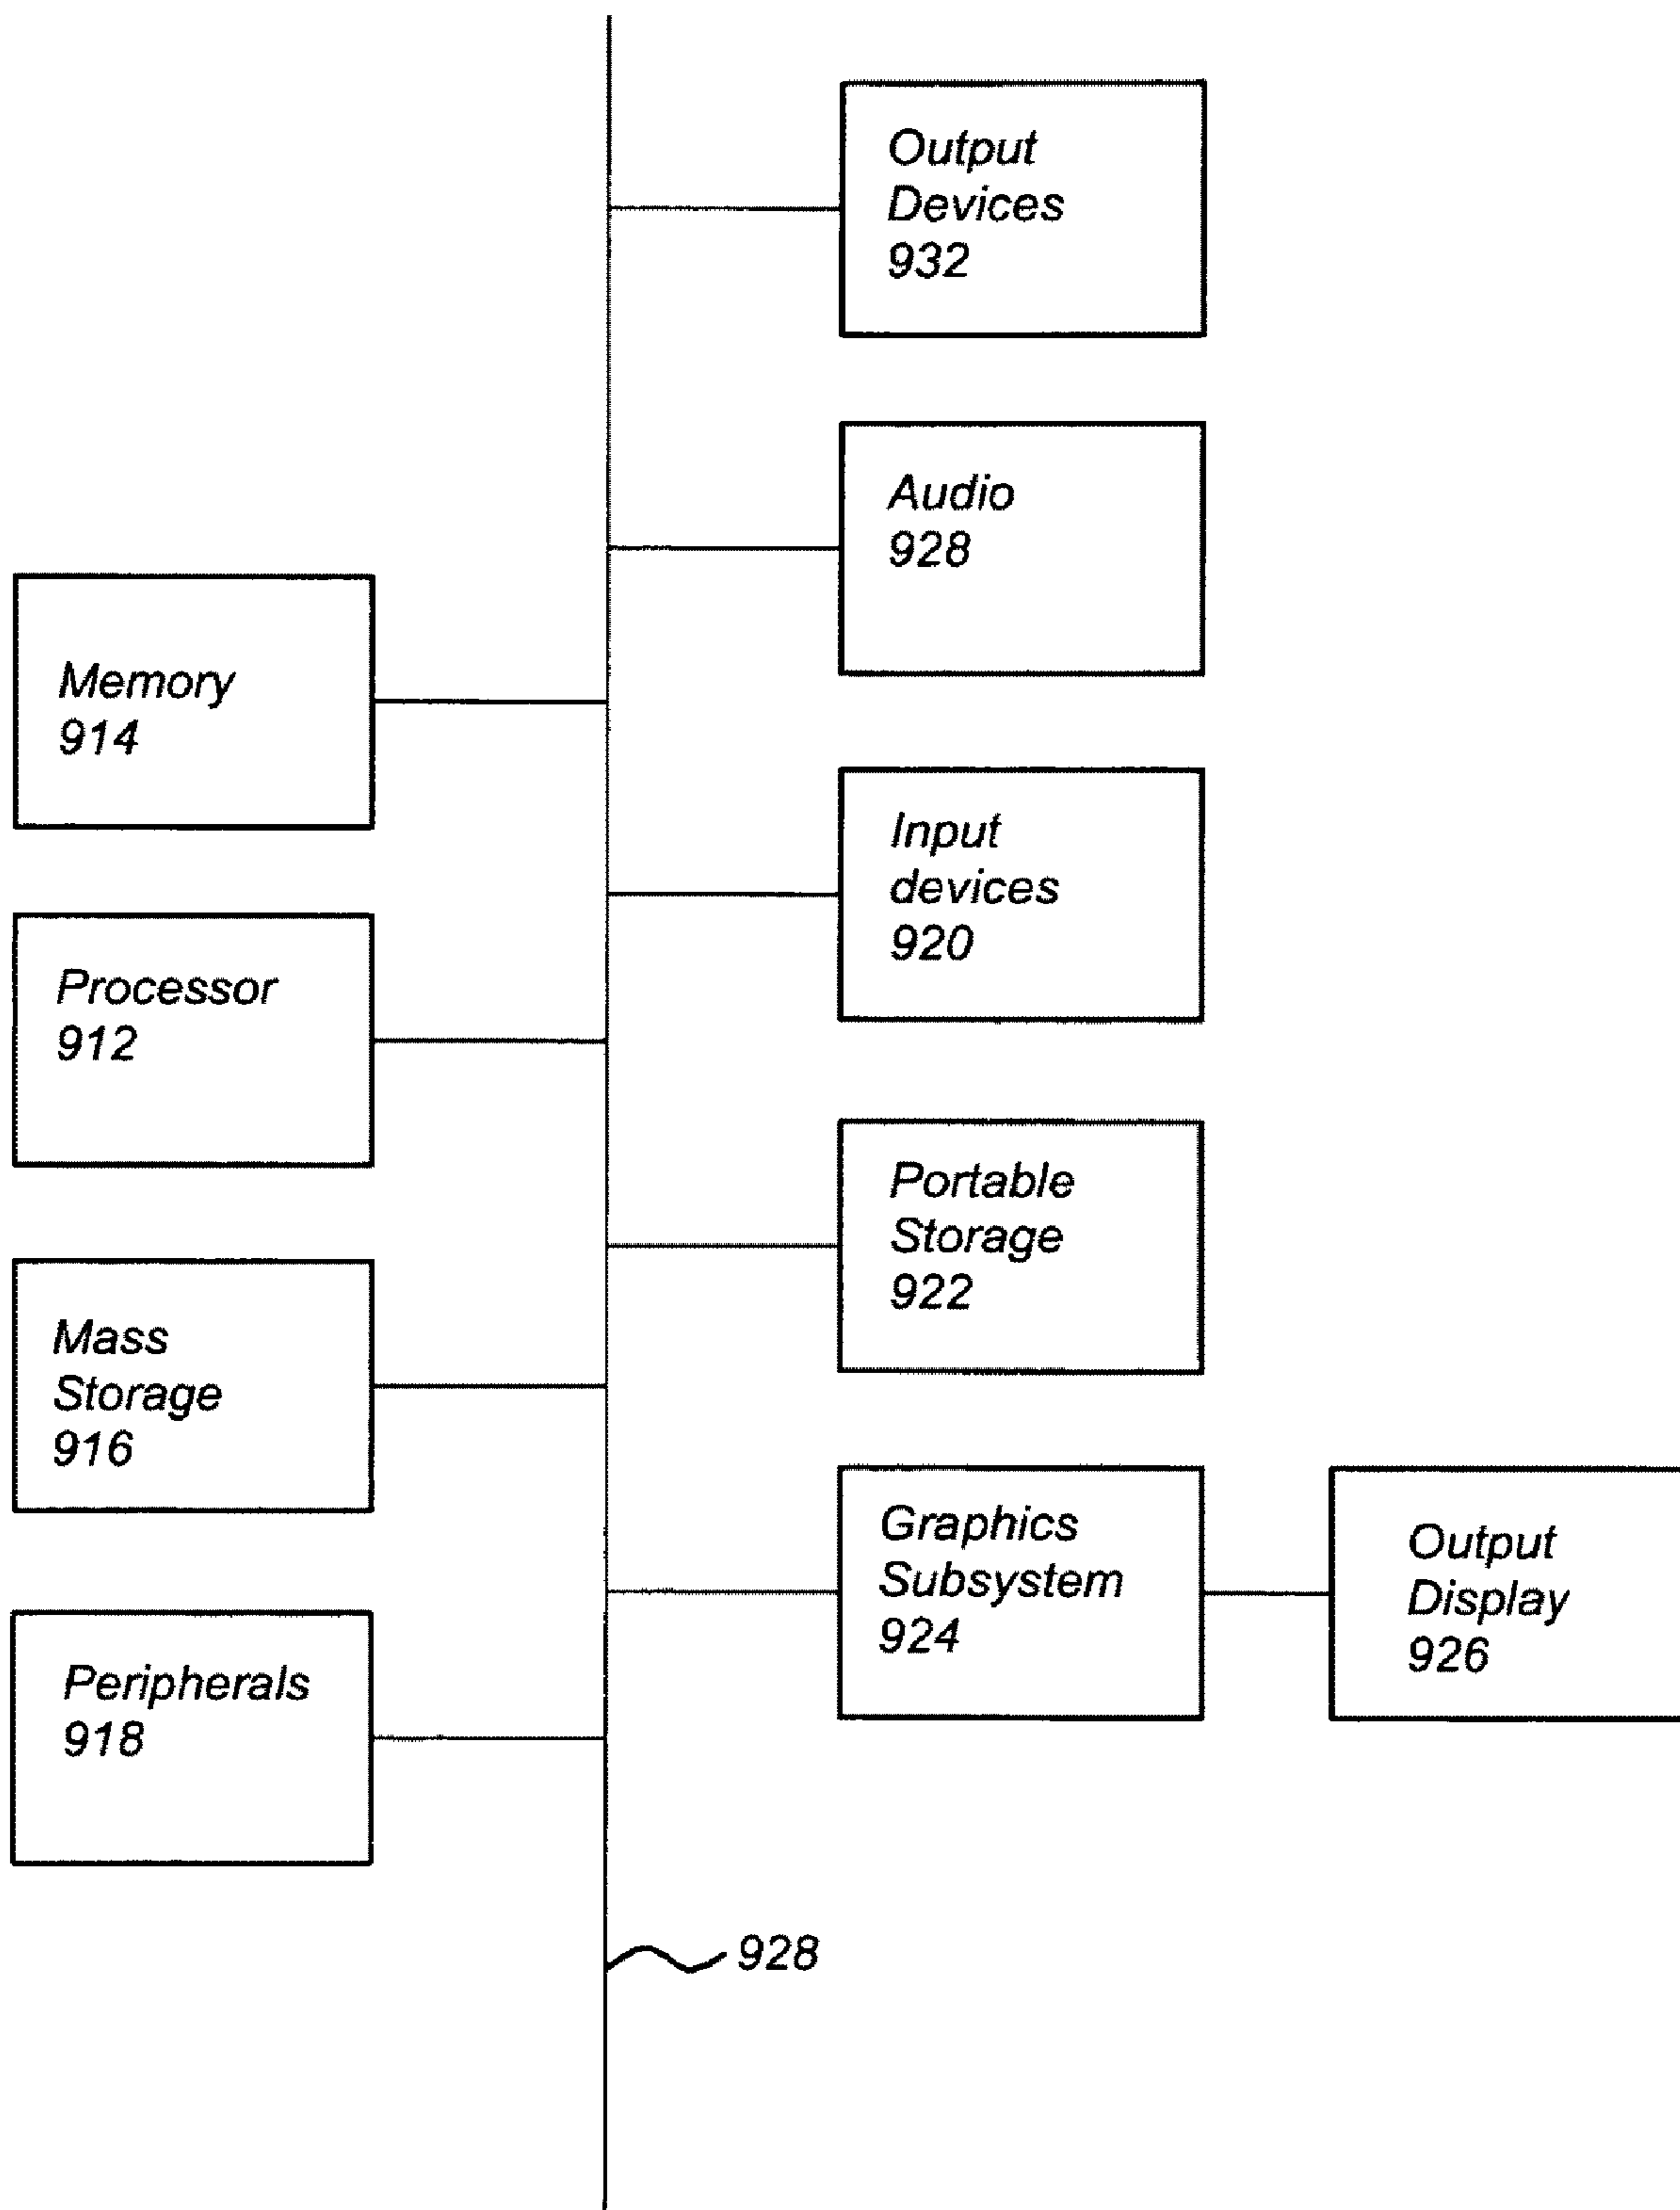 Output
Devices
932
Audio
928
Memory
914
Input
devices
920
Processor
912
Portable
Storage
922
Mass
Storage
916
Graphics
Subsystem
924
Output
Display
926
Peripherals
918
928